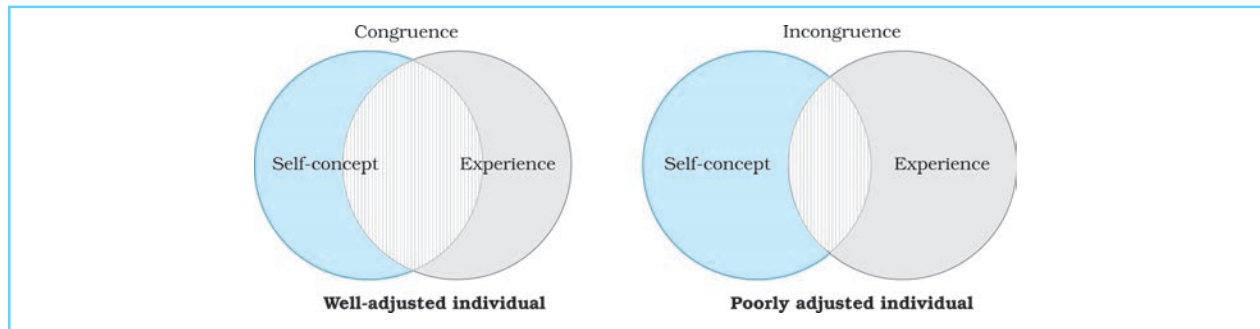 Congruence
Incongruence
Self-concept
Experience
Self-concept
Experience
Well-adjusted individual
Poorly adjusted individual